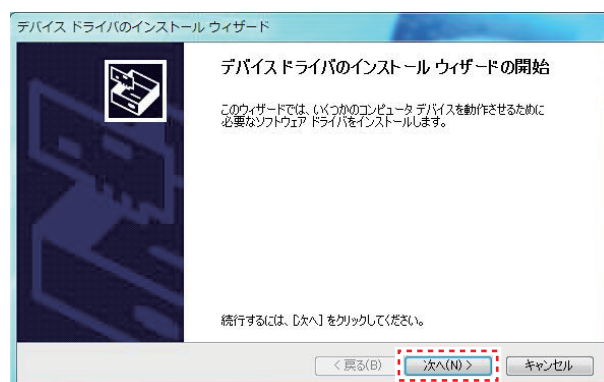 デバイス ドライバのインストール ウィザード
デバイス ドライバのインストール ウィザードの開始
このウィザードでは、いくつかのコンピュータ デバイスを動作させるために
必要なソフトウェア ドライバをインストールします。
続行するには、[次へ] をクリックしてください。
< 戻る(B) 次へ(N) > キャンセル